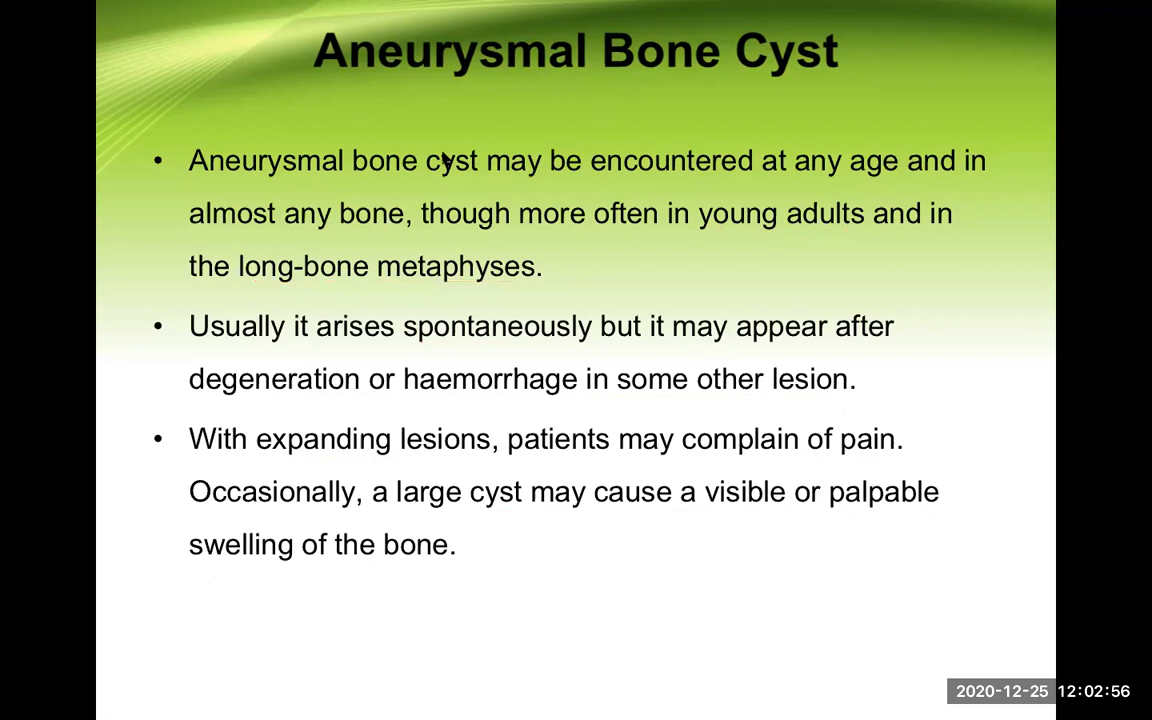 Aneurysmal Bone Cyst
• Aneurysmal bone cyst may be encountered at any age and in
almost any bone, though more often in young adults and in
the long-bone metaphyses.
• Usually it arises spontaneously but it may appear after
degeneration or haemorrhage in some other lesion.
• With expanding lesions, patients may complain of pain.
Occasionally, a large cyst may cause a visible or palpable
swelling of the bone.
2020-12-25 12:02:56